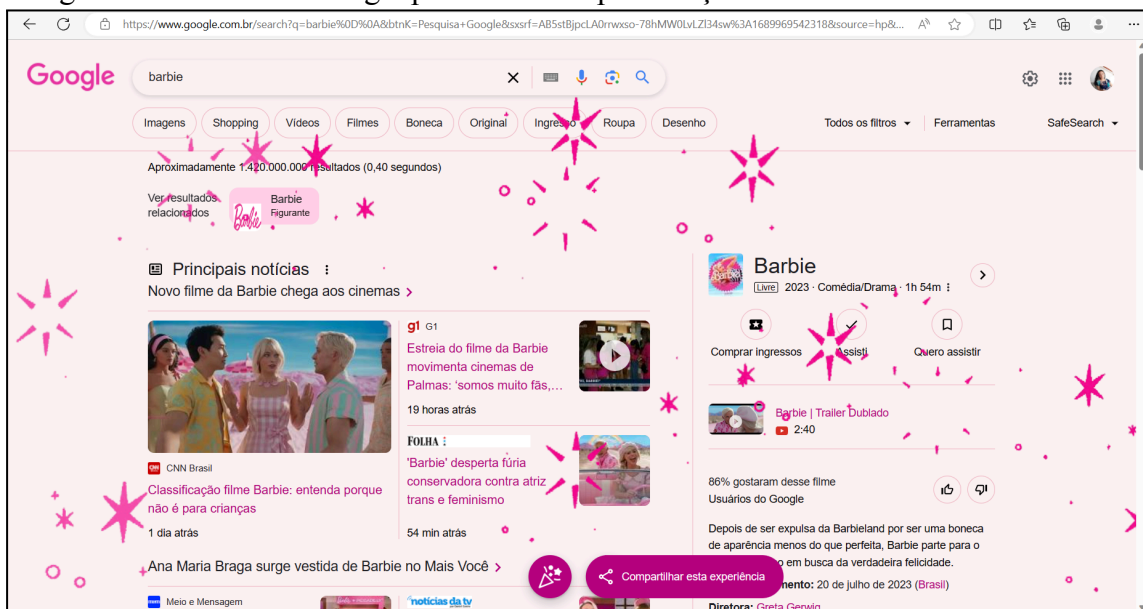 https://www.google.com.br/search?q=barbie%0D%0A&btnK=Pesquisa+Google&sxsrf=AB5stBjpcLA0rrwxso-78hMW0LvLZl34sw%3A1689969542318&source=hp&...
Google
barbie
Imagens
Shopping
Vídeos
Filmes
Boneca
Original
Ingresso
Roupa
Desenho
Todos os filtros
Ferramentas
SafeSearch
Aproximadamente 1.420.000.000 resultados (0,40 segundos)
Ver resultados
relacionados
Barbie
Barbie
Figurante
Principais notícias
Novo filme da Barbie chega aos cinemas >
CNN Brasil
Classificação filme Barbie: entenda porque
não é para crianças
1 dia atrás
g1 G1
Estreia do filme da Barbie
movimenta cinemas de
Palmas: 'somos muito fãs,...
19 horas atrás
FOLHA
'Barbie' desperta fúria
conservadora contra atriz
trans e feminismo
54 min atrás
Ana Maria Braga surge vestida de Barbie no Mais Você >
Meio e Mensagem
notícias da tv
Barbie
Livre 2023 · Comédia/Drama · 1h 54m
Comprar ingressos
Assisti
Quero assistir
Barbie | Trailer Dublado
2:40
86% gostaram desse filme
Usuários do Google
Depois de ser expulsa da Barbieland por ser uma boneca
de aparência menos do que perfeita, Barbie parte para o
o em busca da verdadeira felicidade.
mento: 20 de julho de 2023 (Brasil)
Diretora: Greta Gerwig
Compartilhar esta experiência